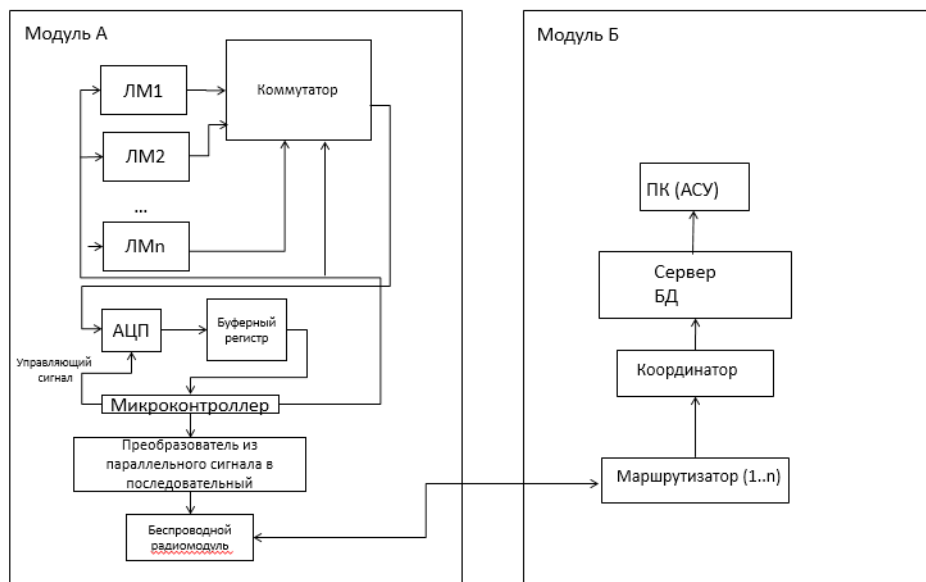 Модуль А
ЛМ1
Коммутатор
ЛМ2
...
ЛМn
АЦП
Буферный
регистр
Управляющий
сигнал
Микроконтроллер
Преобразователь из
параллельного сигнала в
последовательный
Беспроводной
радиомодуль
Модуль Б
ПК (АСУ)
Сервер
БД
Координатор
Маршрутизатор (1..n)